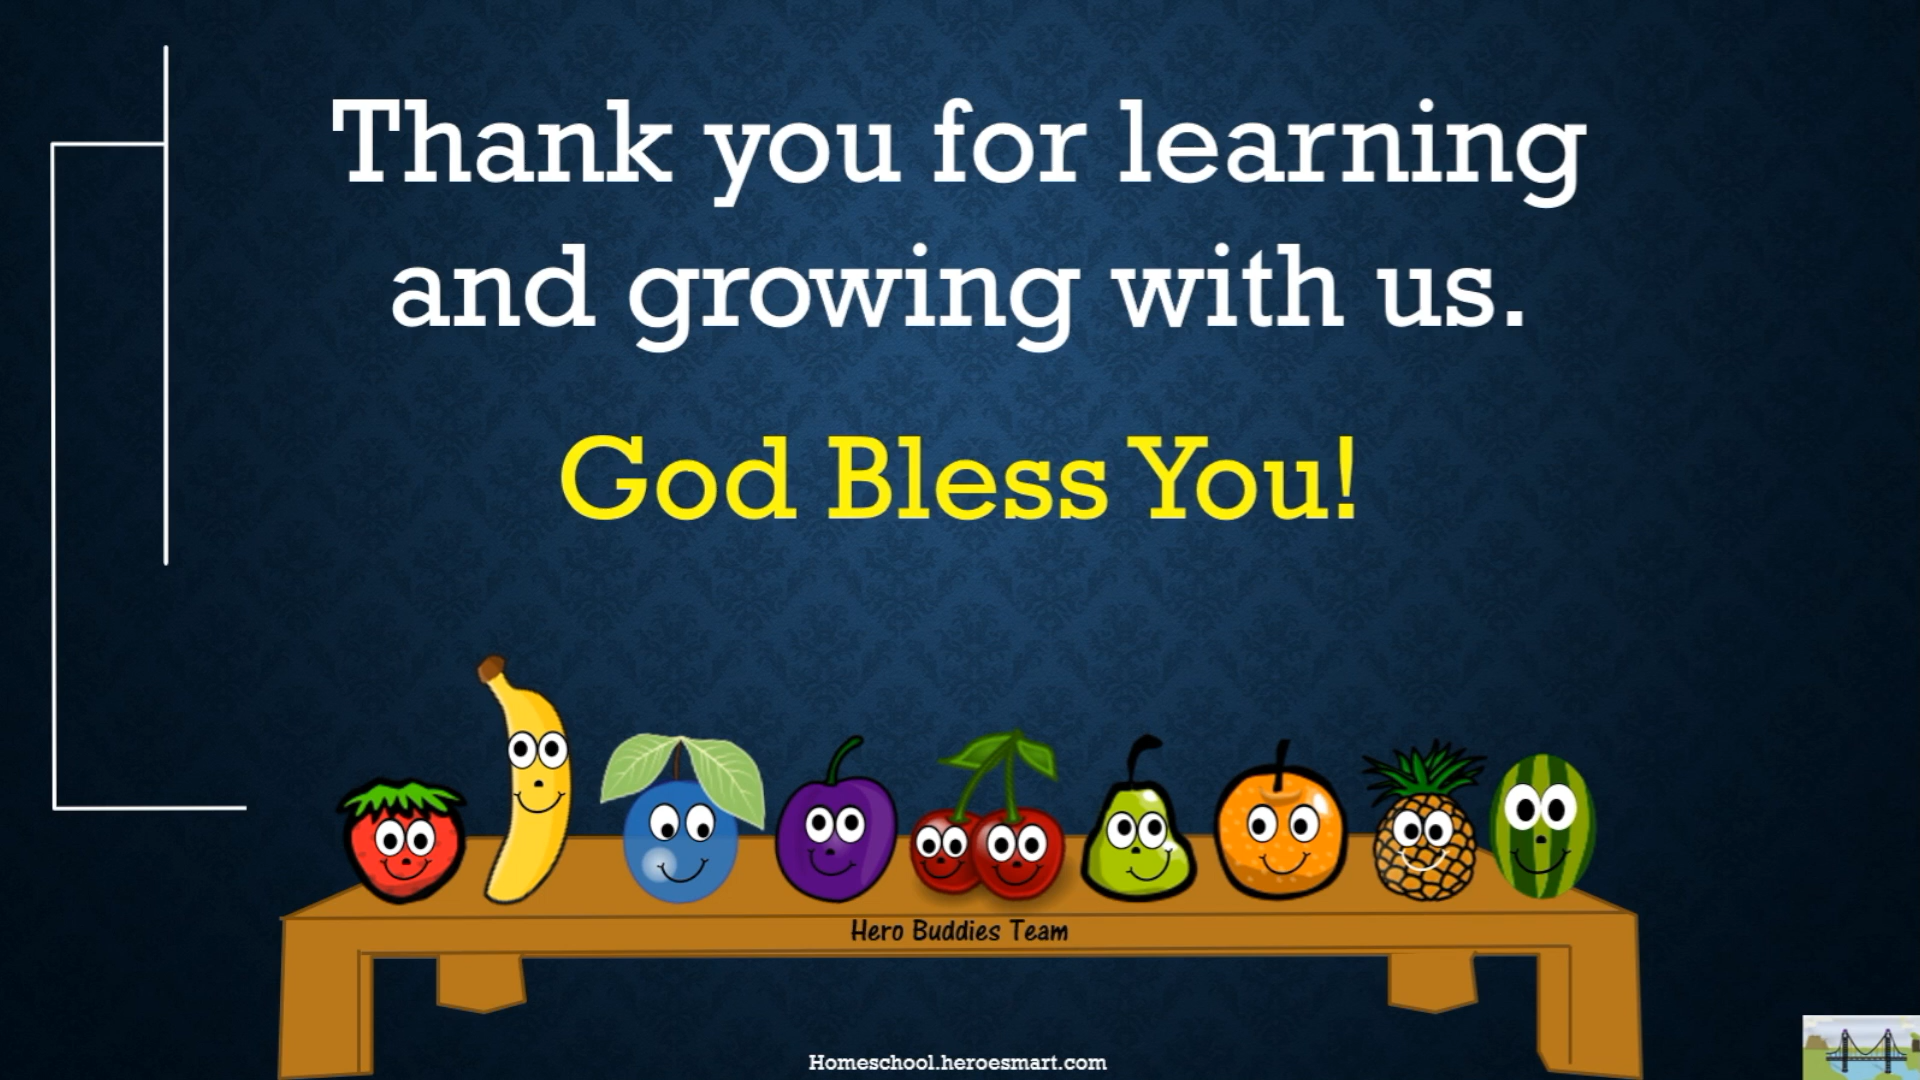 Thank you for learning
and growing with us.
God Bless You!
Hero Buddies Team
Homeschool.heroesmart.com